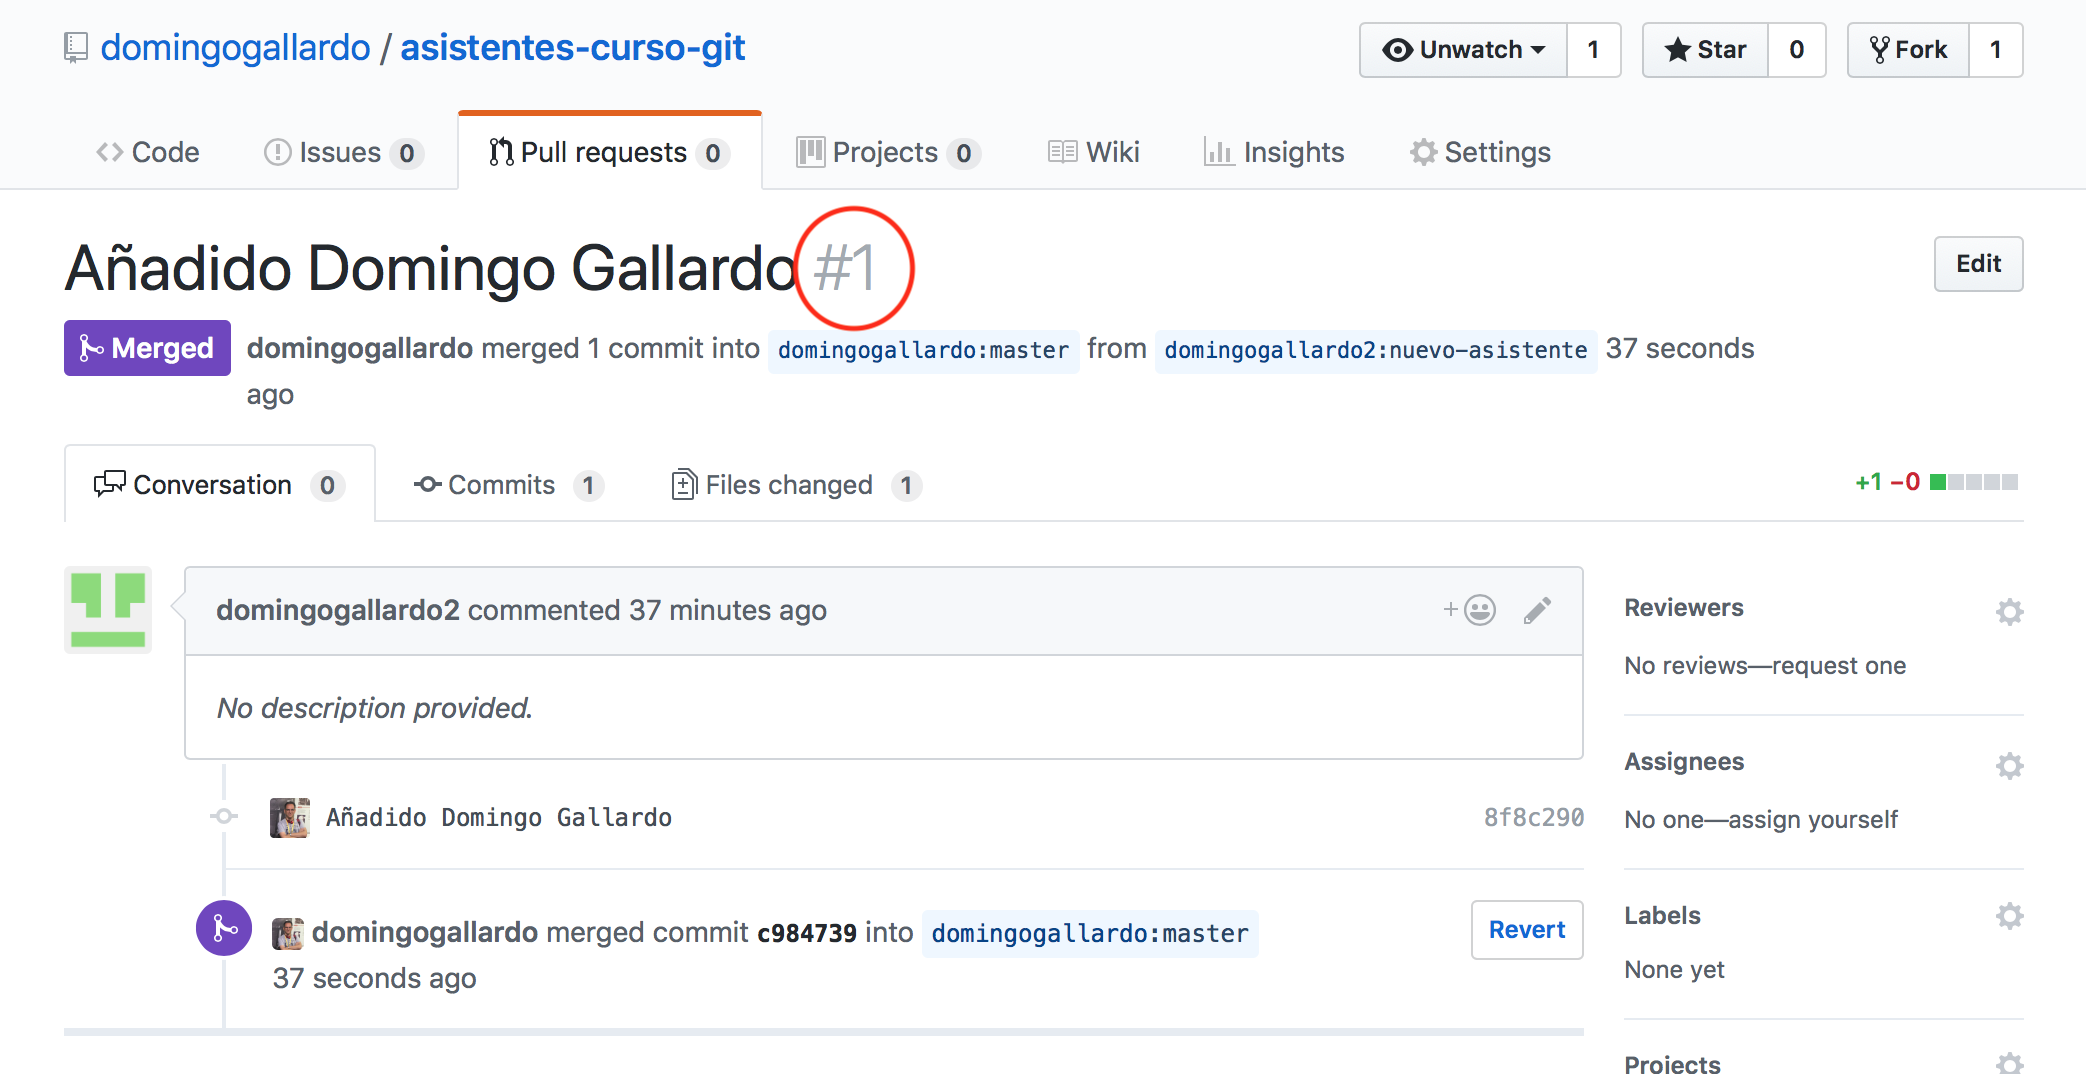 domingogallardo / asistentes-curso-git
Unwatch 1 Star 0 Fork 1
Code Issues 0 Pull requests 0 Projects 0 Wiki Insights Settings
Añadido Domingo Gallardo #1
Edit
Merged domingogallardo merged 1 commit into domingogallardo:master from domingogallardo2:nuevo-asistente 37 seconds
ago
Conversation 0 Commits 1 Files changed 1 +1 −0
domingogallardo2 commented 37 minutes ago
No description provided.
Añadido Domingo Gallardo 8f8c290
domingogallardo merged commit c984739 into domingogallardo:master
37 seconds ago
Revert
Reviewers
No reviews—request one
Assignees
No one—assign yourself
Labels
None yet
Projects